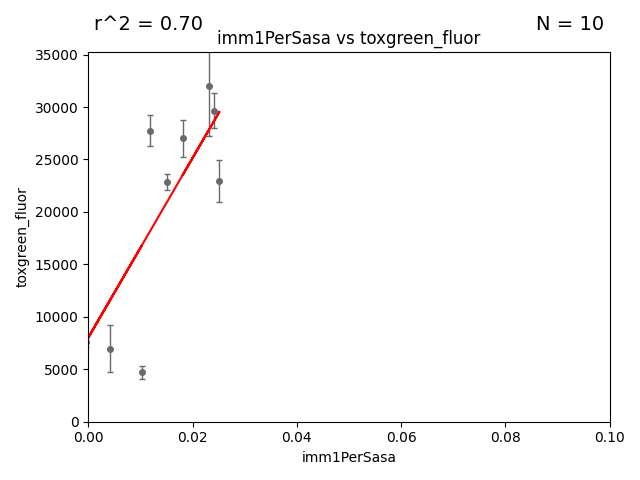 r^2 = 0.70
N = 10
imm1PerSasa vs toxgreen_fluor
35000
30000
25000
20000
15000
10000
5000
0
toxgreen_fluor
0.00
0.02
0.04
0.06
0.08
0.10
imm1PerSasa